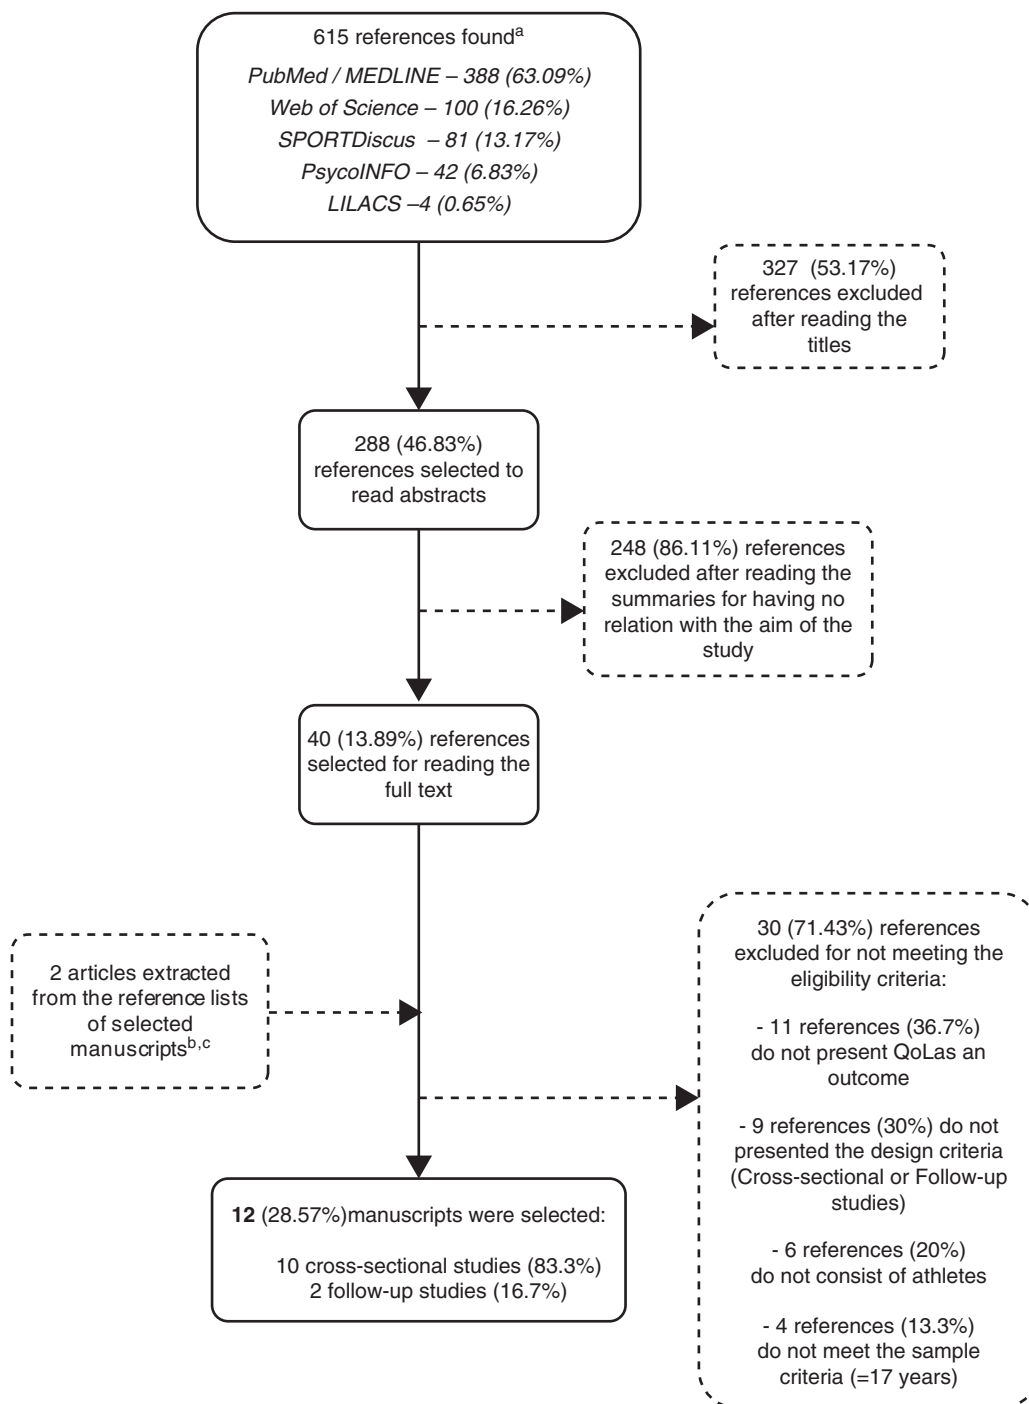 615 references found^a
PubMed / MEDLINE – 388 (63.09%)
Web of Science – 100 (16.26%)
SPORTDiscus – 81 (13.17%)
PsycoINFO – 42 (6.83%)
LILACS –4 (0.65%)
327 (53.17%)
references excluded
after reading the
titles
288 (46.83%)
references selected to
read abstracts
248 (86.11%) references
excluded after reading the
summaries for having no
relation with the aim of the
study
40 (13.89%) references
selected for reading the
full text
2 articles extracted
from the reference lists
of selected
manuscripts^b,c
30 (71.43%) references
excluded for not meeting the
eligibility criteria:
- 11 references (36.7%)
do not present QoLas an
outcome
- 9 references (30%) do not
presented the design criteria
(Cross-sectional or Follow-up
studies)
- 6 references (20%)
do not consist of athletes
- 4 references (13.3%)
do not meet the sample
criteria (=17 years)
12 (28.57%)manuscripts were selected:
10 cross-sectional studies (83.3%)
2 follow-up studies (16.7%)